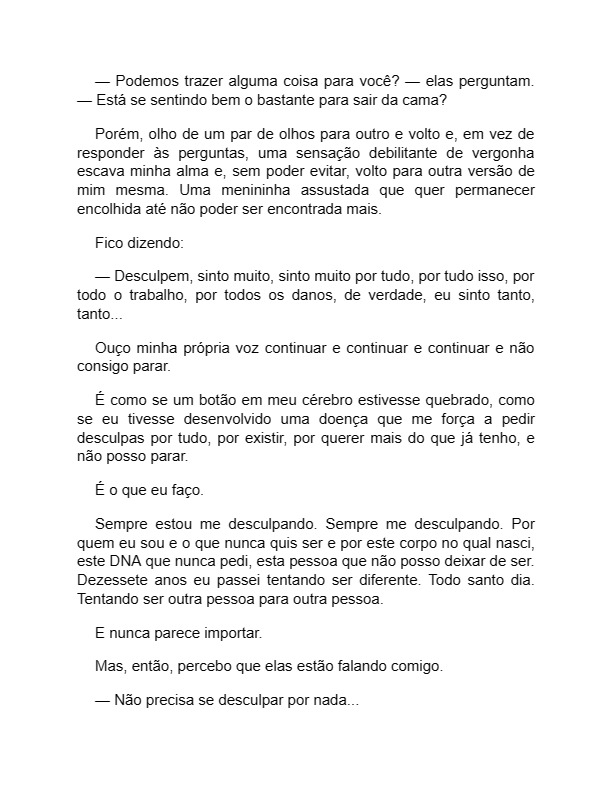 — Podemos trazer alguma coisa para você? — elas perguntam.
— Está se sentindo bem o bastante para sair da cama?
Porém, olho de um par de olhos para outro e volto e, em vez de
responder às perguntas, uma sensação debilitante de vergonha
escava minha alma e, sem poder evitar, volto para outra versão de
mim mesma. Uma menininha assustada que quer permanecer
encolhida até não poder ser encontrada mais.
Fico dizendo:
— Desculpem, sinto muito, sinto muito por tudo, por tudo isso, por
todo o trabalho, por todos os danos, de verdade, eu sinto tanto,
tanto...
Ouço minha própria voz continuar e continuar e continuar e não
consigo parar.
É como se um botão em meu cérebro estivesse quebrado, como
se eu tivesse desenvolvido uma doença que me força a pedir
desculpas por tudo, por existir, por querer mais do que já tenho, e
não posso parar.
É o que eu faço.
Sempre estou me desculpando. Sempre me desculpando. Por
quem eu sou e o que nunca quis ser e por este corpo no qual nasci,
este DNA que nunca pedi, esta pessoa que não posso deixar de ser.
Dezessete anos eu passei tentando ser diferente. Todo santo dia.
Tentando ser outra pessoa para outra pessoa.
E nunca parece importar.
Mas, então, percebo que elas estão falando comigo.
— Não precisa se desculpar por nada...